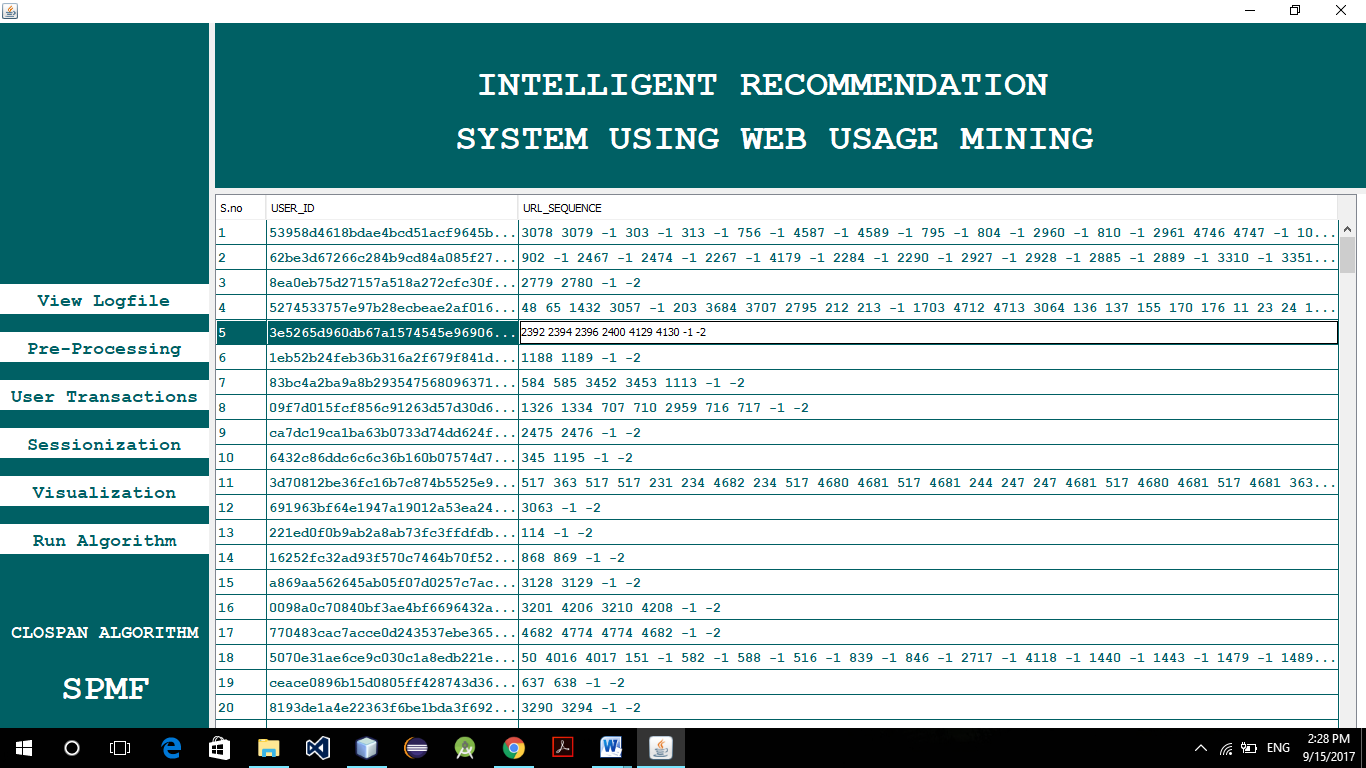 INTELLIGENT RECOMMENDATION
SYSTEM USING WEB USAGE MINING
View Logfile
Pre-Processing
User Transactions
Sessionization
Visualization
Run Algorithm
CLOSPAN ALGORITHM
SPMF
S.no USER_ID URL_SEQUENCE
1 53958d4618bdae4bcd51acf9645b... 3078 3079 -1 303 -1 313 -1 756 -1 4587 -1 4589 -1 795 -1 804 -1 2960 -1 810 -1 2961 4746 4747 -1 10...
2 62be3d67266c284b9cd84a085f27... 902 -1 2467 -1 2474 -1 2267 -1 4179 -1 2284 -1 2290 -1 2927 -1 2928 -1 2885 -1 2889 -1 3310 -1 3351...
3 8ea0eb75d27157a518a272cfc30f... 2779 2780 -1 -2
4 5274533757e97b28ecbeae2af016... 48 65 1432 3057 -1 203 3684 3707 2795 212 213 -1 1703 4712 4713 3064 136 137 155 170 176 11 23 24 1...
5 3e5265d960db67a1574545e96906... 2392 2394 2396 2400 4129 4130 -1 -2
6 1eb52b24feb36b316a2f679f841d... 1188 1189 -1 -2
7 83bc4a2ba9a8b293547568096371... 584 585 3452 3453 1113 -1 -2
8 09f7d015fcf856c91263d57d30d6... 1326 1334 707 710 2959 716 717 -1 -2
9 ca7dc19ca1ba63b0733d74dd624f... 2475 2476 -1 -2
10 6432c86ddc6c6c36b160b07574d7... 345 1195 -1 -2
11 3d70812be36fc16b7c874b5525e9... 517 363 517 517 231 234 4682 234 517 4680 4681 517 4681 244 247 247 4681 517 4680 4681 517 4681 363...
12 691963bf64e1947a19012a53ea24... 3063 -1 -2
13 221ed0f0b9ab2a8ab73fc3ffdfdb... 114 -1 -2
14 16252fc32ad93f570c7464b70f52... 868 869 -1 -2
15 a869aa562645ab05f07d0257c7ac... 3128 3129 -1 -2
16 0098a0c70840bf3ae4bf6696432a... 3201 4206 3210 4208 -1 -2
17 770483cac7acce0d243537ebe365... 4682 4774 4774 4682 -1 -2
18 5070e31ae6ce9c030c1a8edb221e... 50 4016 4017 151 -1 582 -1 588 -1 516 -1 839 -1 846 -1 2717 -1 4118 -1 1440 -1 1443 -1 1479 -1 1489...
19 ceace0896b15d0805ff428743d36... 637 638 -1 -2
20 8193de1a4e22363f6be1bda3f692... 3290 3294 -1 -2
ENG
2:28 PM
9/15/2017